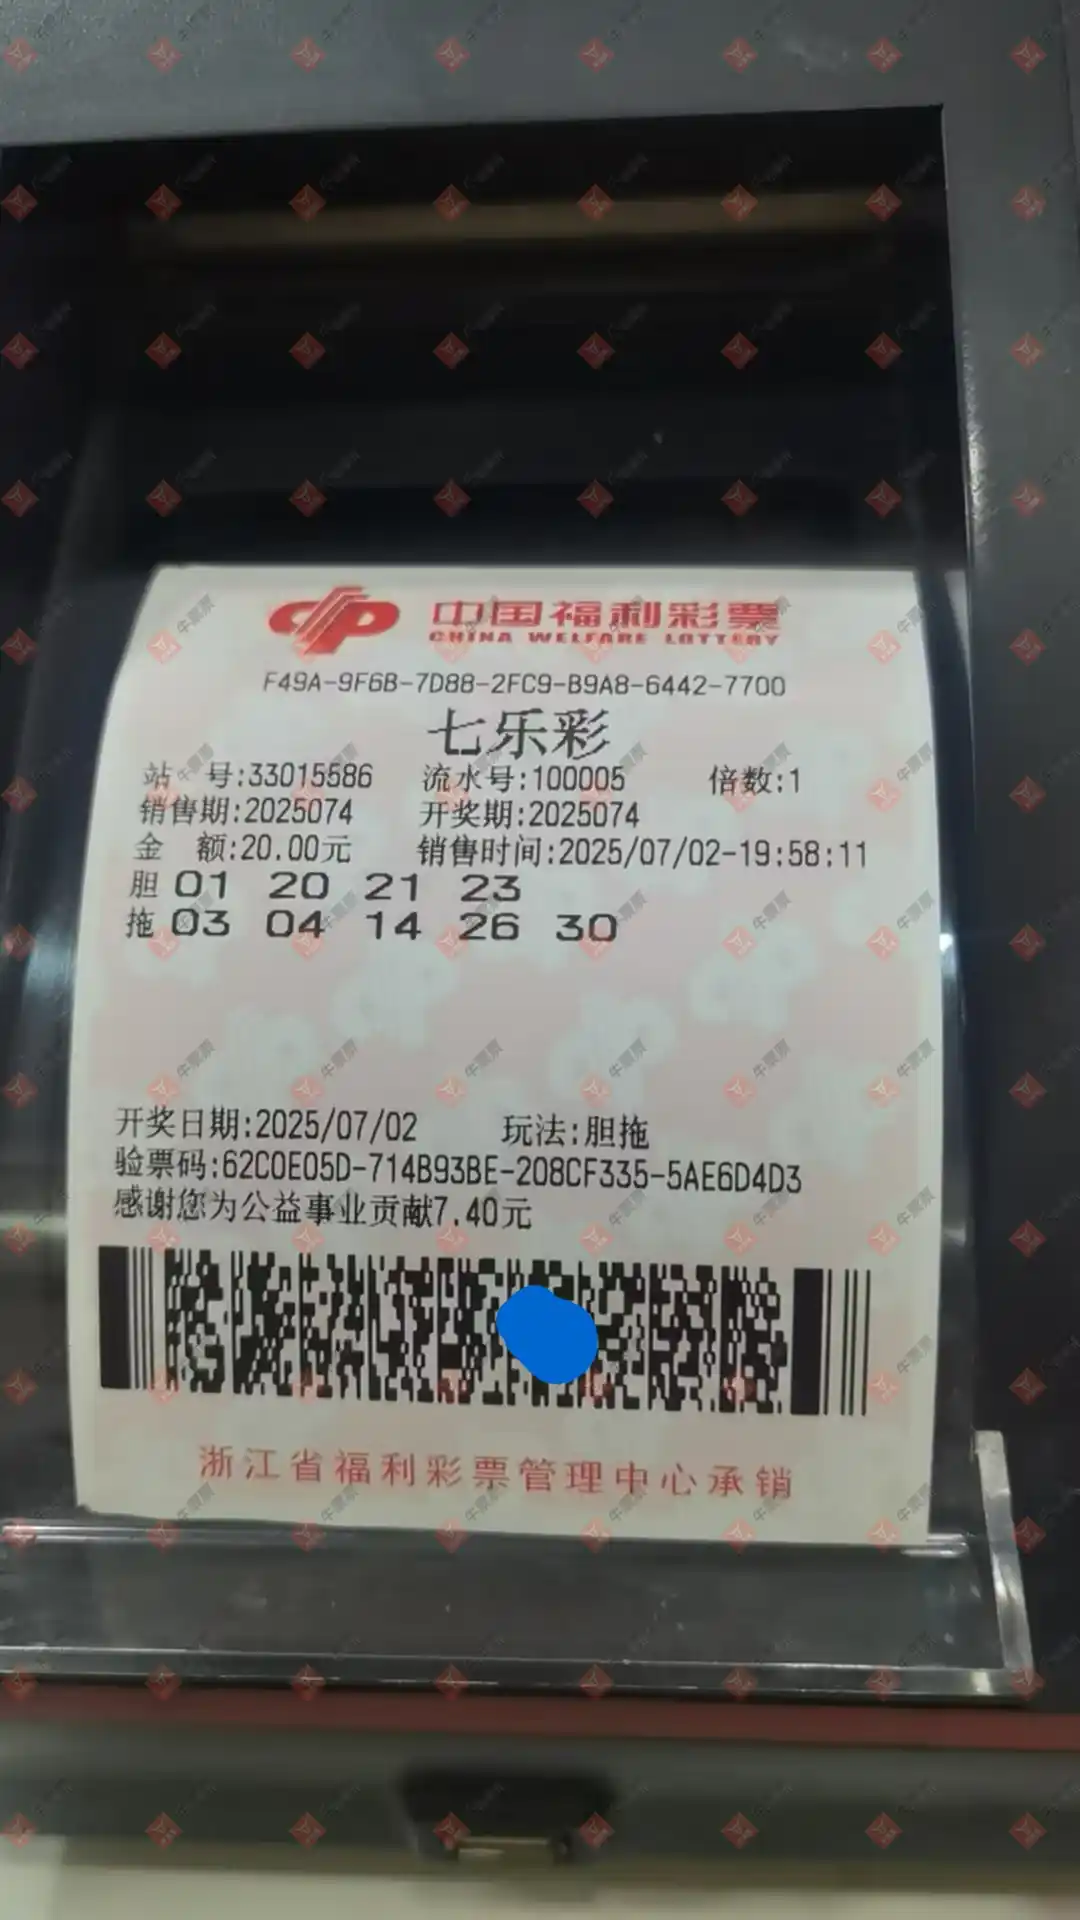 中国福利彩票
CHINA WELFARE LOTTERY
F49A-9F6B-7D88-2FC9-B9A8-6442-7700
七乐彩
站 号:33015586 流水号:100005 倍数:1
销售期:2025074 开奖期:2025074
金 额:20.00元 销售时间:2025/07/02-19:58:11
胆 01 20 21 23
拖 03 04 14 26 30
开奖日期:2025/07/02 玩法:胆拖
验票码:62C0E05D-714B93BE-208CF335-5AE6D4D3
感谢您为公益事业贡献7.40元
浙江省福利彩票管理中心承销
牛票票